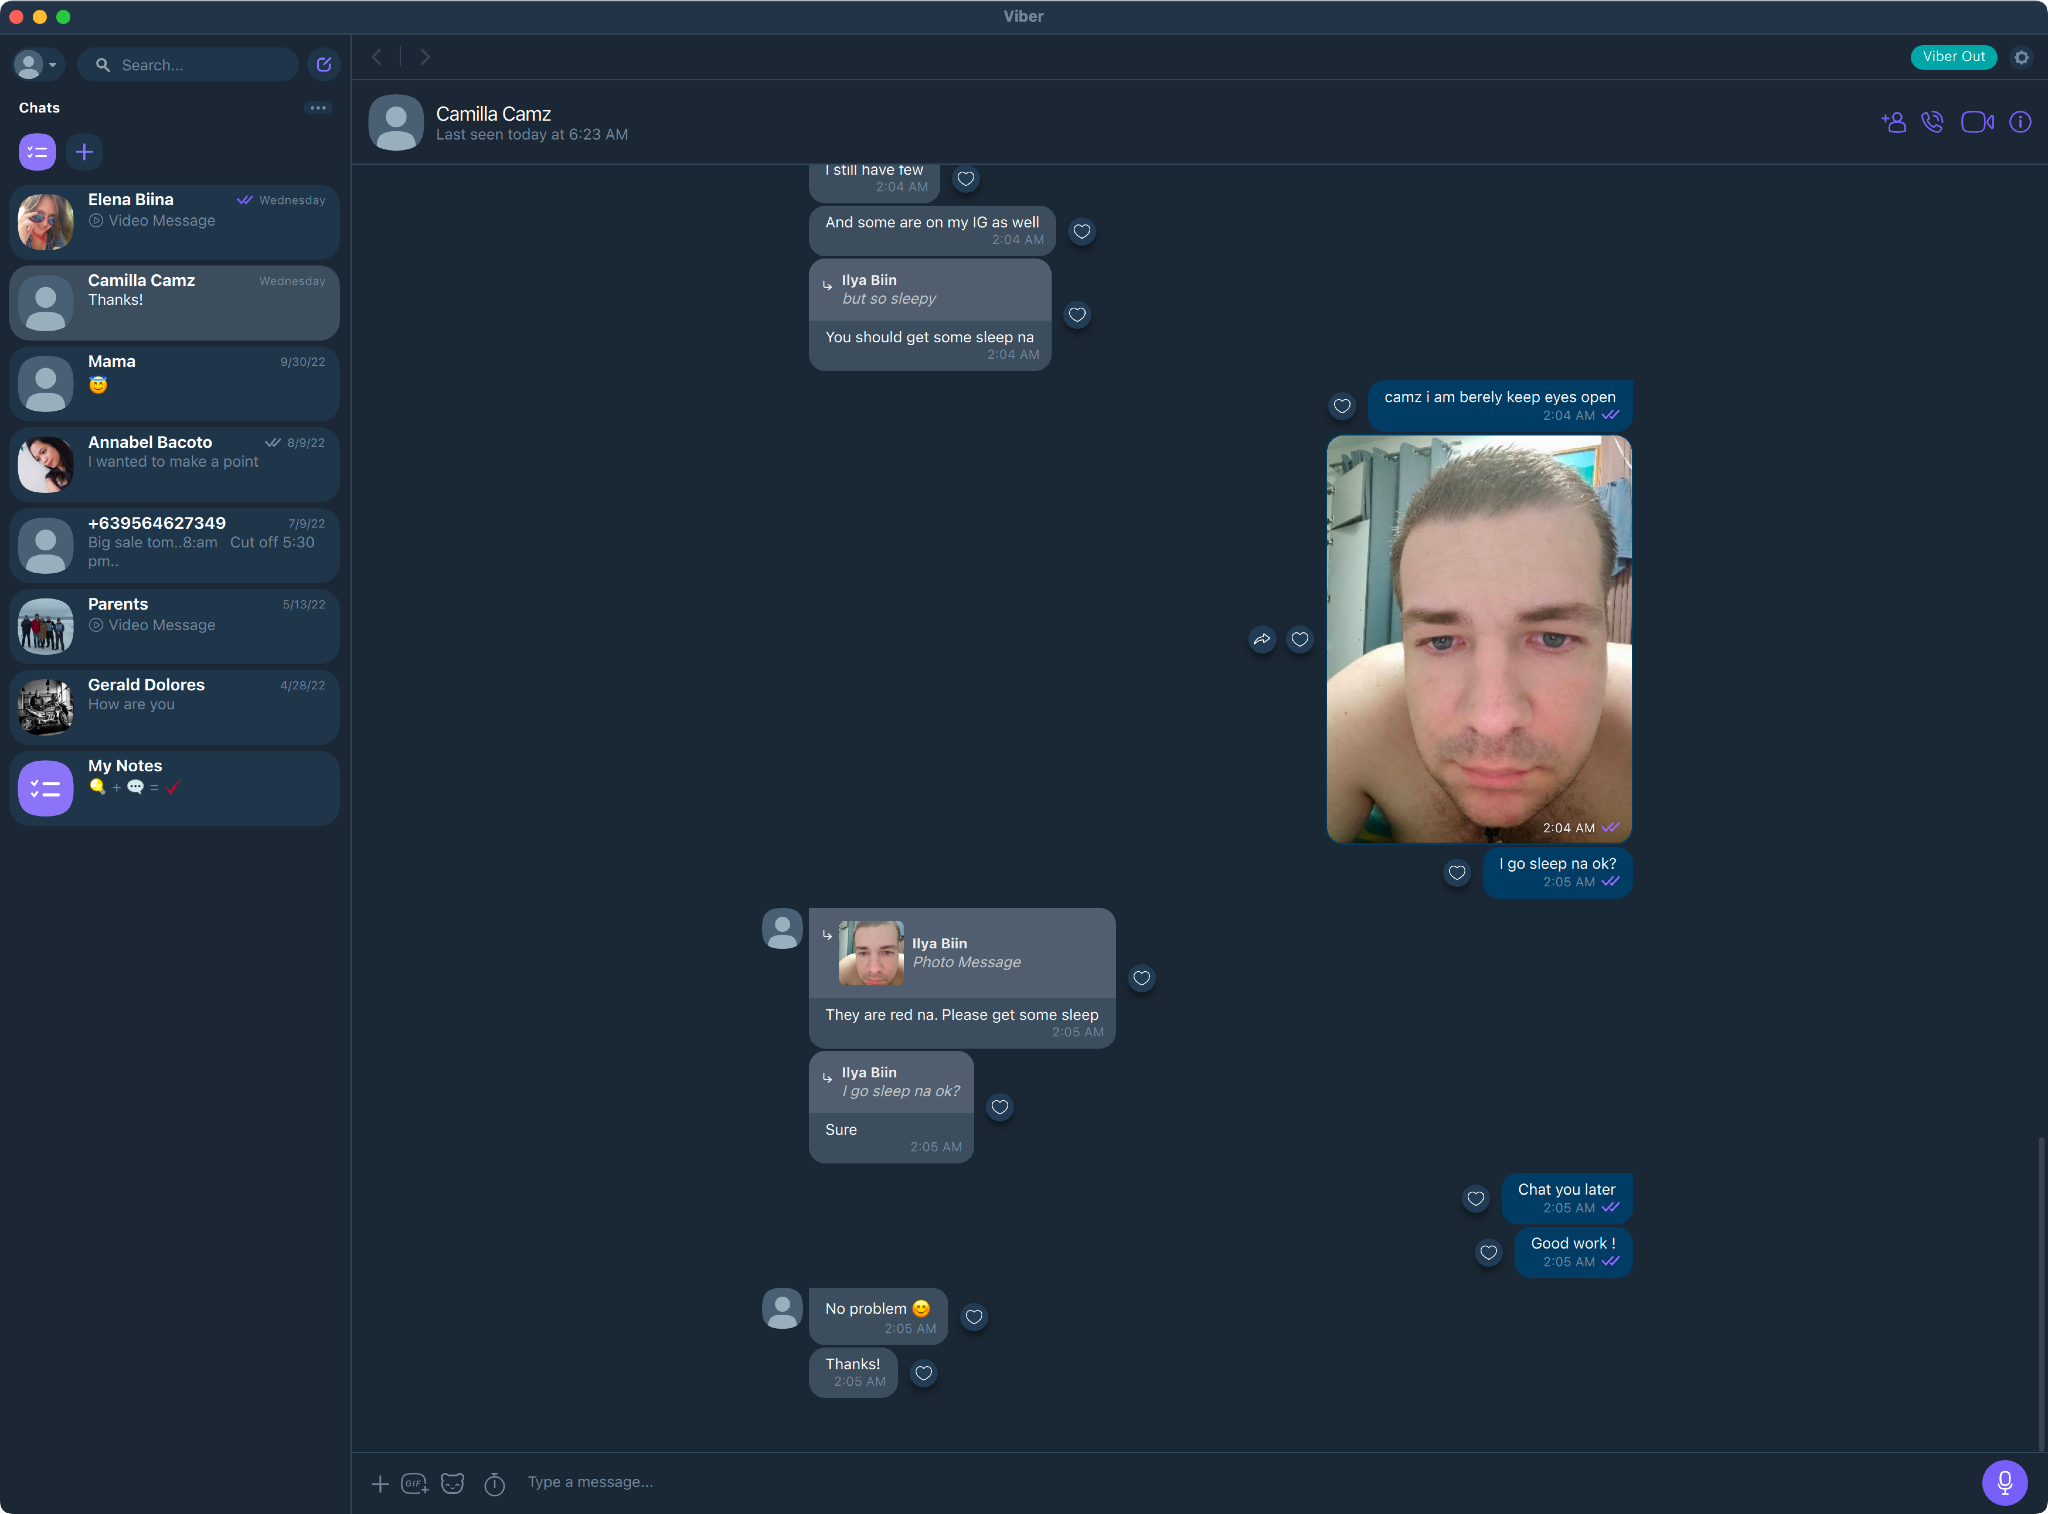 Viber
Search...
Chats
Elena Biina
Wednesday
Video Message
Camilla Camz
Wednesday
Thanks!
Mama
9/30/22
Annabel Bacoto
8/9/22
I wanted to make a point
+639564627349
7/9/22
Big sale tom..8:am Cut off 5:30
pm..
Parents
5/13/22
Video Message
Gerald Dolores
4/28/22
How are you
My Notes
+ =
Viber Out
Camilla Camz
Last seen today at 6:23 AM
I still have few
2:04 AM
And some are on my IG as well
2:04 AM
Ilya Biin
but so sleepy
You should get some sleep na
2:04 AM
camz i am berely keep eyes open
2:04 AM
2:04 AM
I go sleep na ok?
2:05 AM
Ilya Biin
Photo Message
They are red na. Please get some sleep
2:05 AM
Ilya Biin
I go sleep na ok?
Sure
2:05 AM
Chat you later
2:05 AM
Good work !
2:05 AM
No problem 😊
2:05 AM
Thanks!
2:05 AM
GIF
Type a message...